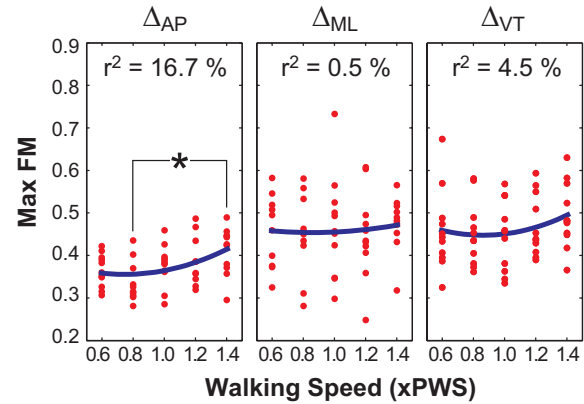 Δ_AP Δ_ML Δ_VT
r² = 16.7 % r² = 0.5 % r² = 4.5 %
*
Max FM
0.9
0.8
0.7
0.6
0.5
0.4
0.3
0.2
0.6 0.8 1.0 1.2 1.4 0.6 0.8 1.0 1.2 1.4 0.6 0.8 1.0 1.2 1.4
Walking Speed (xPWS)